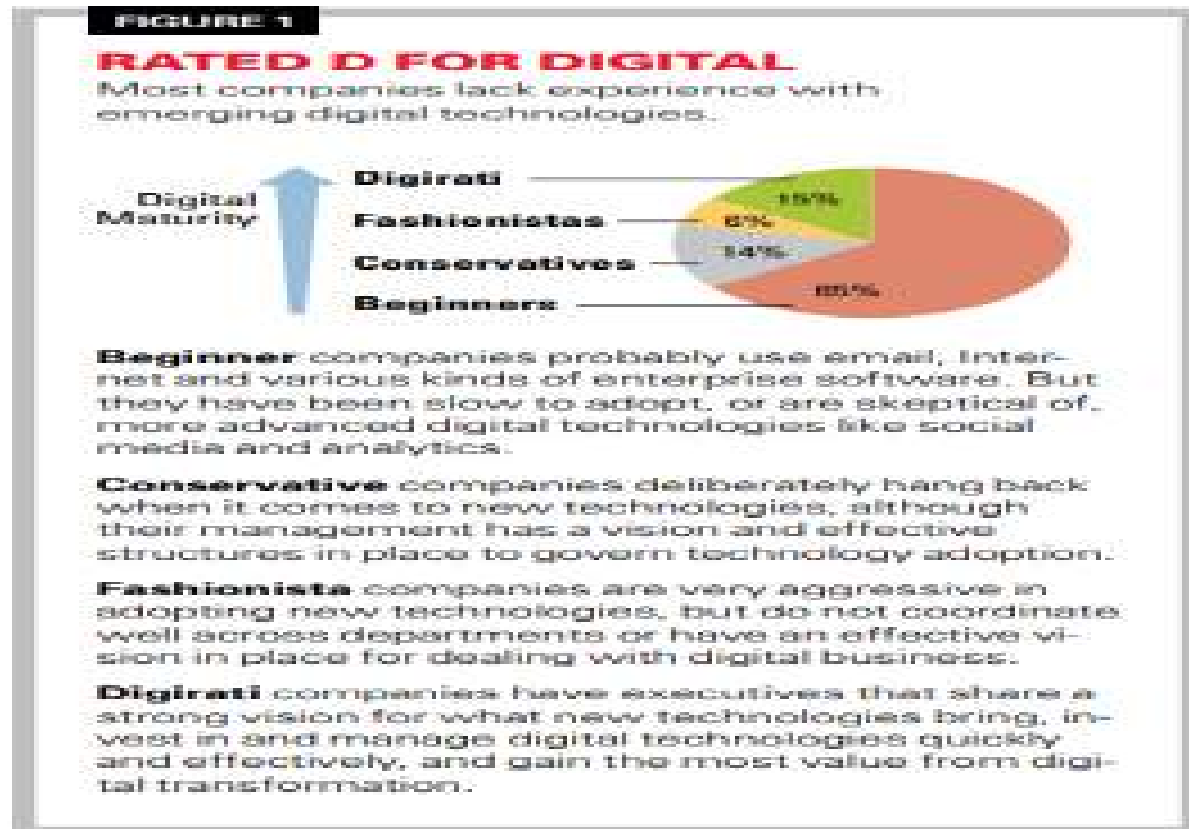 FIGURE 1
RATED D FOR DIGITAL
Most companies lack experience with
emerging digital technologies.
Digital
Maturity
Digirati
Fashionistas
Conservatives
Beginners
15%
6%
14%
65%
Beginner companies probably use email, Inter-
net and various kinds of enterprise software. But
they have been slow to adopt, or are skeptical of,
more advanced digital technologies like social
media and analytics.
Conservative companies deliberately hang back
when it comes to new technologies, although
their management has a vision and effective
structures in place to govern technology adoption.
Fashionista companies are very aggressive in
adopting new technologies, but do not coordinate
well across departments or have an effective vi-
sion in place for dealing with digital business.
Digirati companies have executives that share a
strong vision for what new technologies bring, in-
vest in and manage digital technologies quickly
and effectively, and gain the most value from digi-
tal transformation.